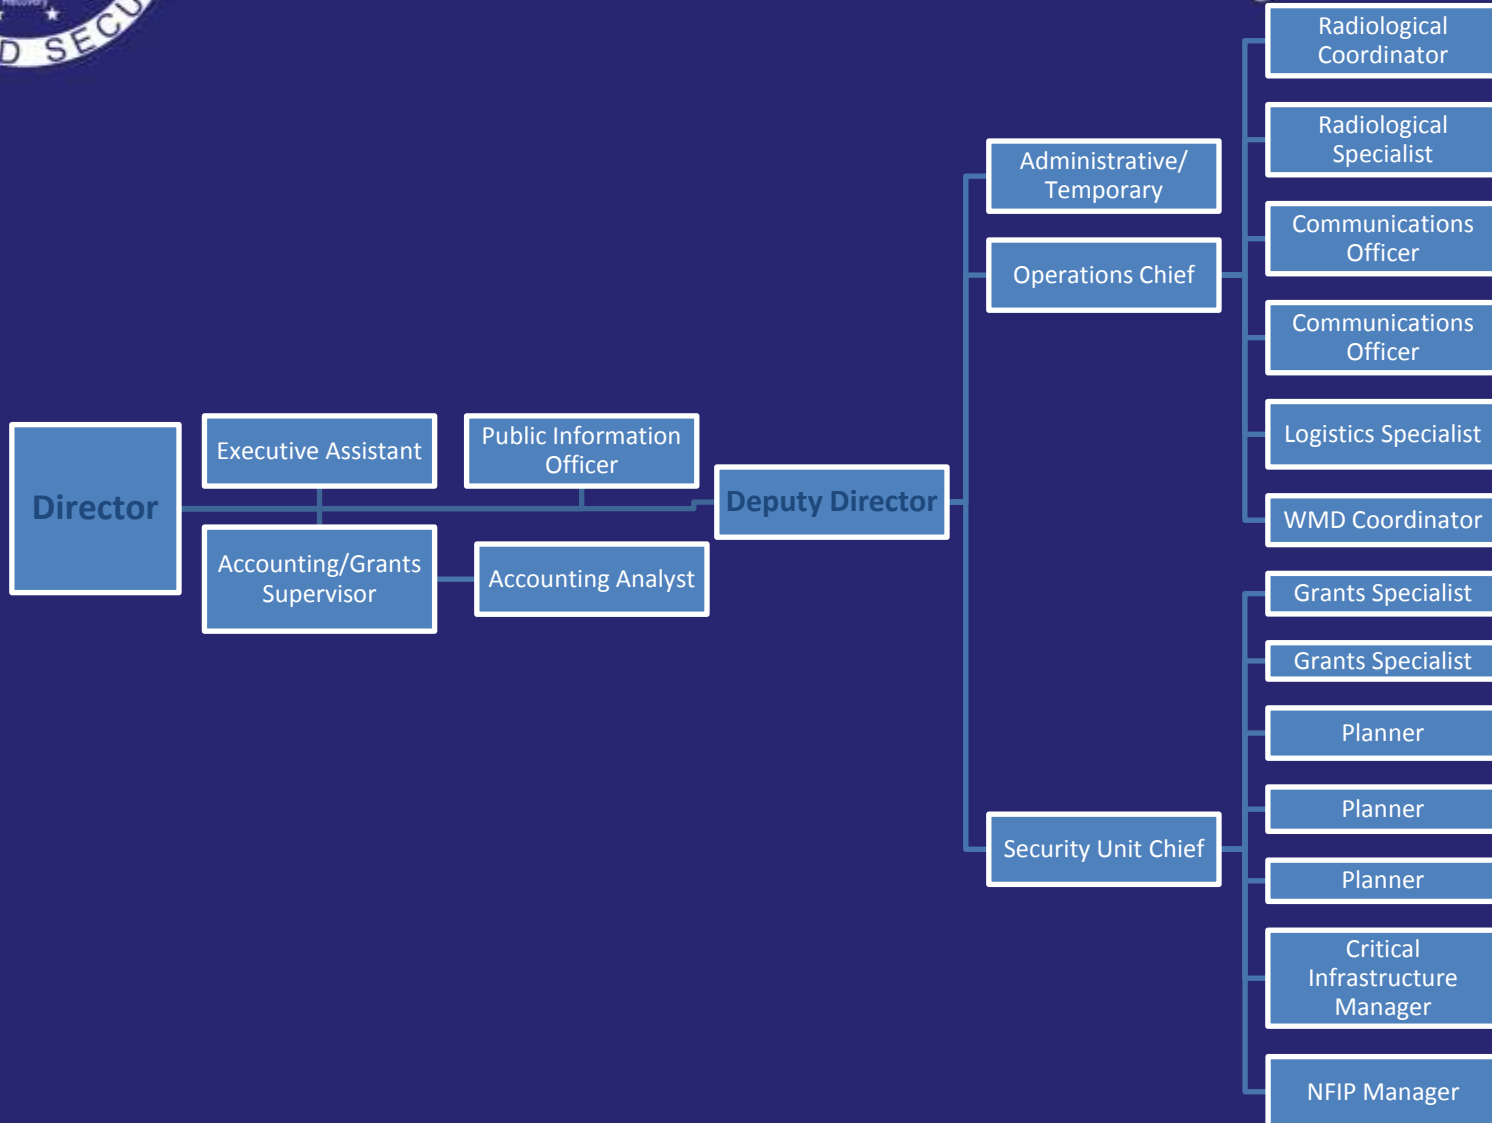 Recovery
D SECU
Director
Executive Assistant
Accounting/Grants
Supervisor
Public Information
Officer
Accounting Analyst
Deputy Director
Administrative/
Temporary
Operations Chief
Radiological
Coordinator
Radiological
Specialist
Communications
Officer
Communications
Officer
Logistics Specialist
WMD Coordinator
Security Unit Chief
Grants Specialist
Grants Specialist
Planner
Planner
Planner
Critical
Infrastructure
Manager
NFIP Manager